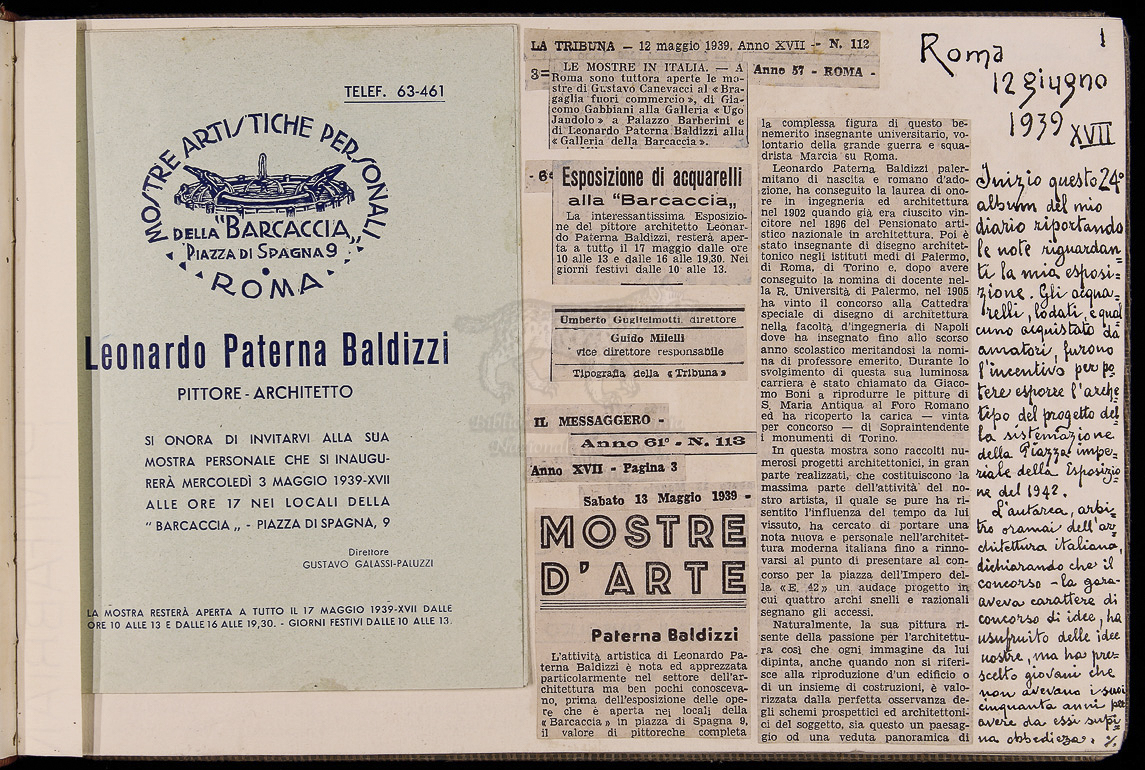 TELEF. 63-461
MOSTRE ARTISTICHE PERSONALI
DELLA "BARCACCIA„
PIAZZA DI SPAGNA 9
ROMA
Leonardo Paterna Baldizzi
PITTORE - ARCHITETTO
SI ONORA DI INVITARVI ALLA SUA
MOSTRA PERSONALE CHE SI INAUGU-
RERÀ MERCOLEDÌ 3 MAGGIO 1939-XVII
ALLE ORE 17 NEI LOCALI DELLA
" BARCACCIA „ - PIAZZA DI SPAGNA, 9
Direttore
GUSTAVO GALASSI-PALUZZI
LA MOSTRA RESTERÀ APERTA A TUTTO IL 17 MAGGIO 1939-XVII DALLE
ORE 10 ALLE 13 E DALLE 16 ALLE 19,30. - GIORNI FESTIVI DALLE 10 ALLE 13.
LA TRIBUNA - 12 maggio 1939, Anno XVII - N. 112
Anno 57 - ROMA -
3=
LE MOSTRE IN ITALIA. — A
Roma sono tuttora aperte le mo-
stre di Gustavo Canevacci al « Bra-
gaglia fuori commercio », di Gia-
como Gabbiani alla Galleria « Ugo
Jandolo » a Palazzo Barberini e
di Leonardo Paterna Baldizzi alla
« Galleria della Barcaccia ».
- 6ª
Esposizione di acquarelli
alla "Barcaccia„
La interessantissima Esposizio-
ne del pittore architetto Leonar-
do Paterna Baldizzi, resterà aper-
ta a tutto il 17 maggio dalle ore
10 alle 13 e dalle 16 alle 19.30. Nei
giorni festivi dalle 10 alle 13.
Umberto Guglielmotti, direttore
Guido Milelli
vice direttore responsabile
Tipografia della « Tribuna »
IL MESSAGGERO -
Anno 61° - N. 113
Anno XVII - Pagina 3
Sabato 13 Maggio 1939 -
MOSTRE
D'ARTE
Paterna Baldizzi
L'attività artistica di Leonardo Pa-
terna Baldizzi è nota ed apprezzata
particolarmente nel settore dell'ar-
chitettura ma ben pochi conosceva-
no, prima dell'esposizione delle ope-
re che è aperta nei locali della
« Barcaccia » in piazza di Spagna 9,
il valore di pittoreche completa
la complessa figura di questo be-
nemerito insegnante universitario, vo-
lontario della grande guerra e squa-
drista Marcia su Roma.
Leonardo Paterna Baldizzi paler-
mitano di nascita e romano d'ado-
zione, ha conseguito la laurea di ono-
re in ingegneria ed architettura
nel 1902 quando già era riuscito vin-
citore nel 1896 del Pensionato arti-
stico nazionale in architettura. Poi è
stato insegnante di disegno architet-
tonico negli istituti medi di Palermo,
di Roma, di Torino e, dopo avere
conseguito la nomina di docente nel-
la R. Università di Palermo, nel 1905
ha vinto il concorso alla Cattedra
speciale di disegno di architettura
nella facoltà d'ingegneria di Napoli
dove ha insegnato fino allo scorso
anno scolastico meritandosi la nomi-
na di professore emerito. Durante lo
svolgimento di questa sua luminosa
carriera è stato chiamato da Giaco-
mo Boni a riprodurre le pitture di
S. Maria Antiqua al Foro Romano
ed ha ricoperto la carica — vinta
per concorso — di Sopraintendente
i monumenti di Torino.
In questa mostra sono raccolti nu-
merosi progetti architettonici, in gran
parte realizzati, che costituiscono la
massima parte dell'attività del no-
stro artista, il quale se pure ha ri-
sentito l'influenza del tempo da lui
vissuto, ha cercato di portare una
nota nuova e personale nell'architet-
tura moderna italiana fino a rinno-
varsi al punto di presentare al con-
corso per la piazza dell'Impero del-
la «E. 42» un audace progetto in
cui quattro archi snelli e razionali
segnano gli accessi.
Naturalmente, la sua pittura ri-
sente della passione per l'architettu-
ra così che ogni immagine da lui
dipinta, anche quando non si riferi-
sce alla riproduzione d'un edificio o
di un insieme di costruzioni, è valo-
rizzata dalla perfetta osservanza de-
gli schemi prospettici ed architettoni-
ci del soggetto, sia questo un paesag-
gio od una veduta panoramica di
1
Roma
12 giugno
1939 XVII
Inizio questo 24°
album del mio
diario riportando
le note riguardan=
ti la mia esposi=
zione. Gli acqua=
relli, lodati, e qual
cuno acquistato da
amatori, furono
l'incentivo per po=
tere esporre l'arche
tipo del progetto del
la sistemazione
della Piazza impe=
riale della Esposizio
ne del 1942.
L'autarca, arbi=
tro oramai dell'ar
chitettura italiana,
dichiarando che il
concorso - la gara
aveva carattere di
concorso di idee, ha
usufruito delle idee
nostre, ma ha pre=
scelto giovani che
non avevano i suoi
cinquanta anni per
avere da essi supi=
na obbedieza. %.